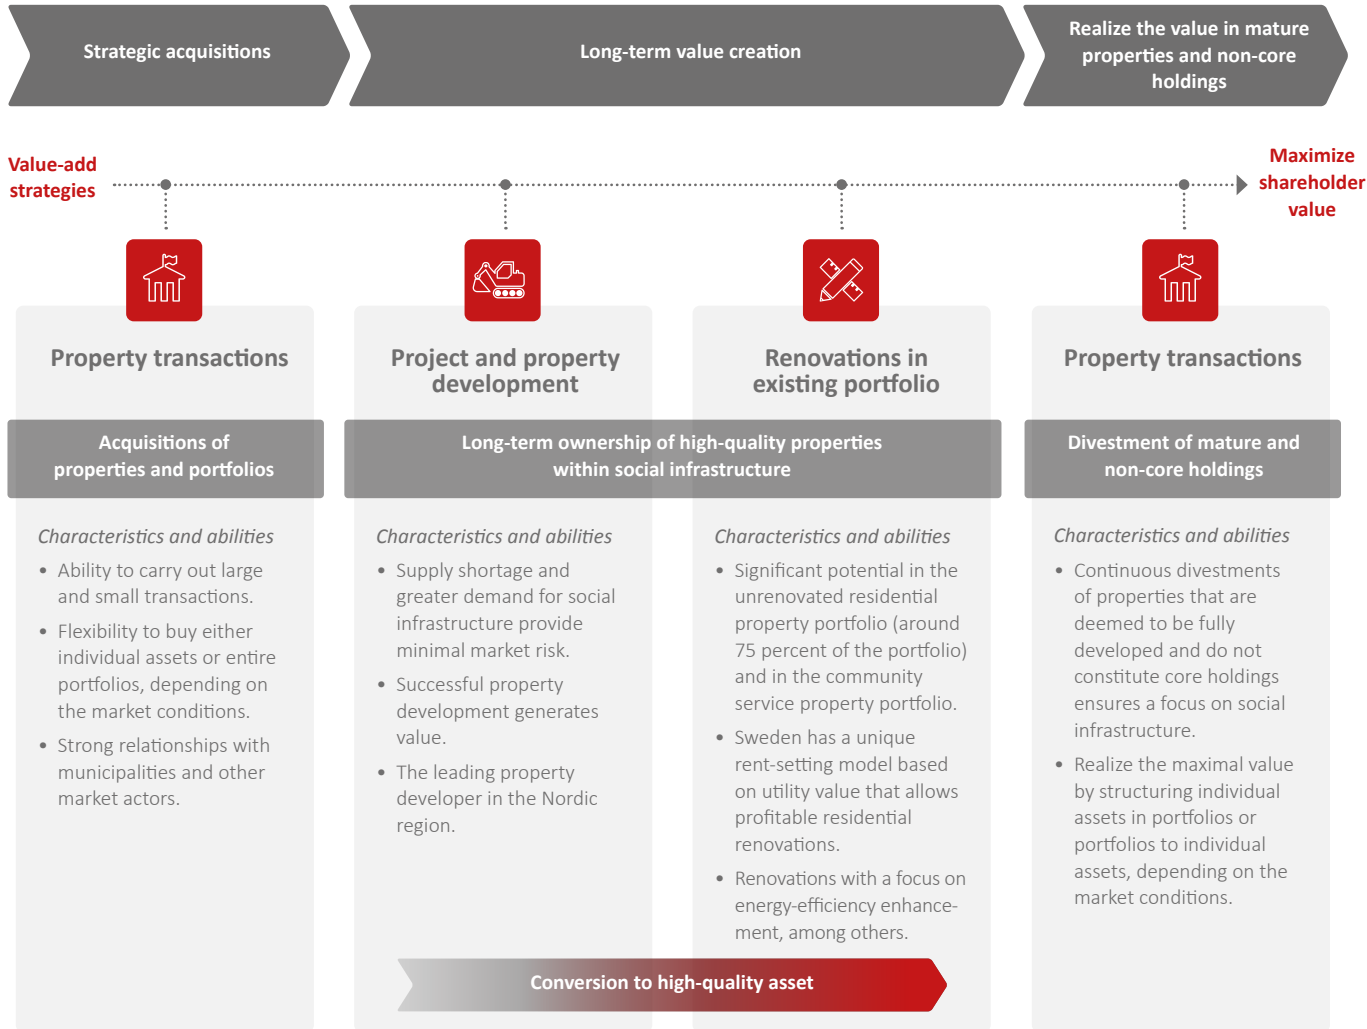 Strategic acquisitions
Long-term value creation
Realize the value in mature
properties and non-core
holdings
Value-add
strategies
Maximize
shareholder
value
Property transactions
Acquisitions of
properties and portfolios
Characteristics and abilities
• Ability to carry out large
and small transactions.
• Flexibility to buy either
individual assets or entire
portfolios, depending on
the market conditions.
• Strong relationships with
municipalities and other
market actors.
Project and property
development
Renovations in
existing portfolio
Long-term ownership of high-quality properties
within social infrastructure
Characteristics and abilities
• Supply shortage and
greater demand for social
infrastructure provide
minimal market risk.
• Successful property
development generates
value.
• The leading property
developer in the Nordic
region.
Characteristics and abilities
• Significant potential in the
unrenovated residential
property portfolio (around
75 percent of the portfolio)
and in the community
service property portfolio.
• Sweden has a unique
rent-setting model based
on utility value that allows
profitable residential
renovations.
• Renovations with a focus on
energy-efficiency enhance-
ment, among others.
Conversion to high-quality asset
Property transactions
Divestment of mature and
non-core holdings
Characteristics and abilities
• Continuous divestments
of properties that are
deemed to be fully
developed and do not
constitute core holdings
ensures a focus on social
infrastructure.
• Realize the maximal value
by structuring individual
assets in portfolios or
portfolios to individual
assets, depending on the
market conditions.